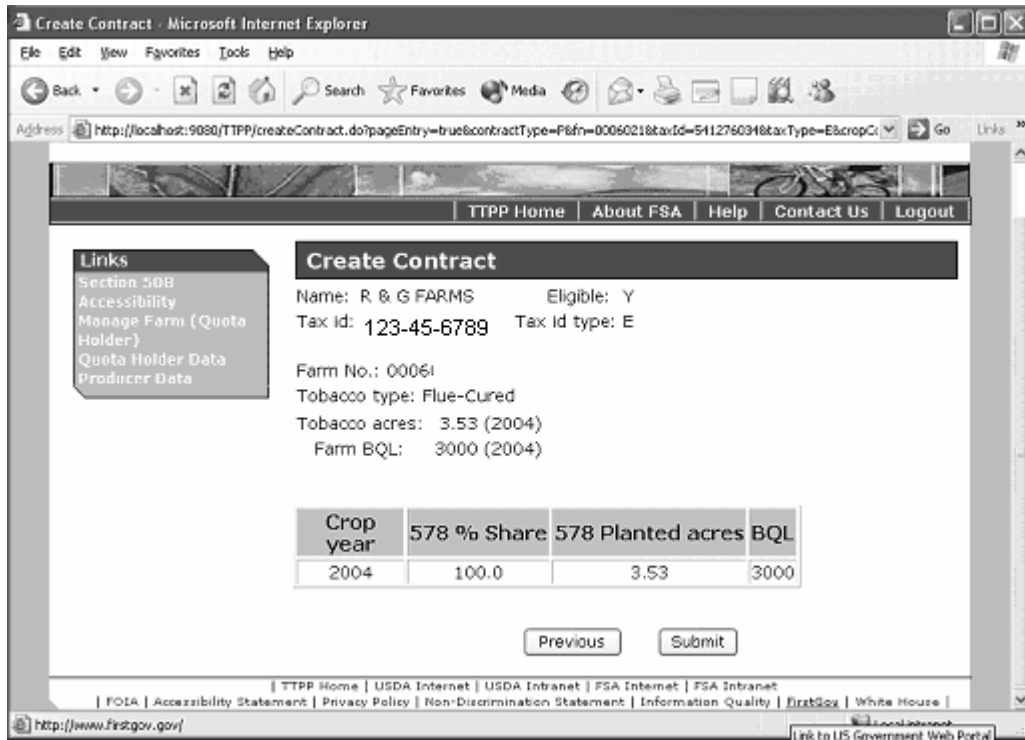 Create Contract - Microsoft Internet Explorer
File Edit View Favorites Tools Help
Back Search Favorites Media
Address http://localhost:9080/TTPP/createContract.do?pageEntry=true&contractType=P&fn=0006021&taxId=541276034&taxType=E&cropCo Go Links »
TTPP Home | About FSA | Help | Contact Us | Logout
Links
Section 508
Accessibility
Manage Farm (Quota
Holder)
Quota Holder Data
Producer Data
Create Contract
Name: R & G FARMS Eligible: Y
Tax id: 123-45-6789 Tax id type: E
Farm No.: 0006
Tobacco type: Flue-Cured
Tobacco acres: 3.53 (2004)
Farm BQL: 3000 (2004)
Crop year 578 % Share 578 Planted acres BQL
2004 100.0 3.53 3000
Previous Submit
| TTPP Home | USDA Internet | USDA Intranet | FSA Internet | FSA Intranet
| FOIA | Accessibility Statement | Privacy Policy | Non-Discrimination Statement | Information Quality | FirstGov | White House |
http://www.firstgov.gov/ Local intranet
Link to US Government Web Portal